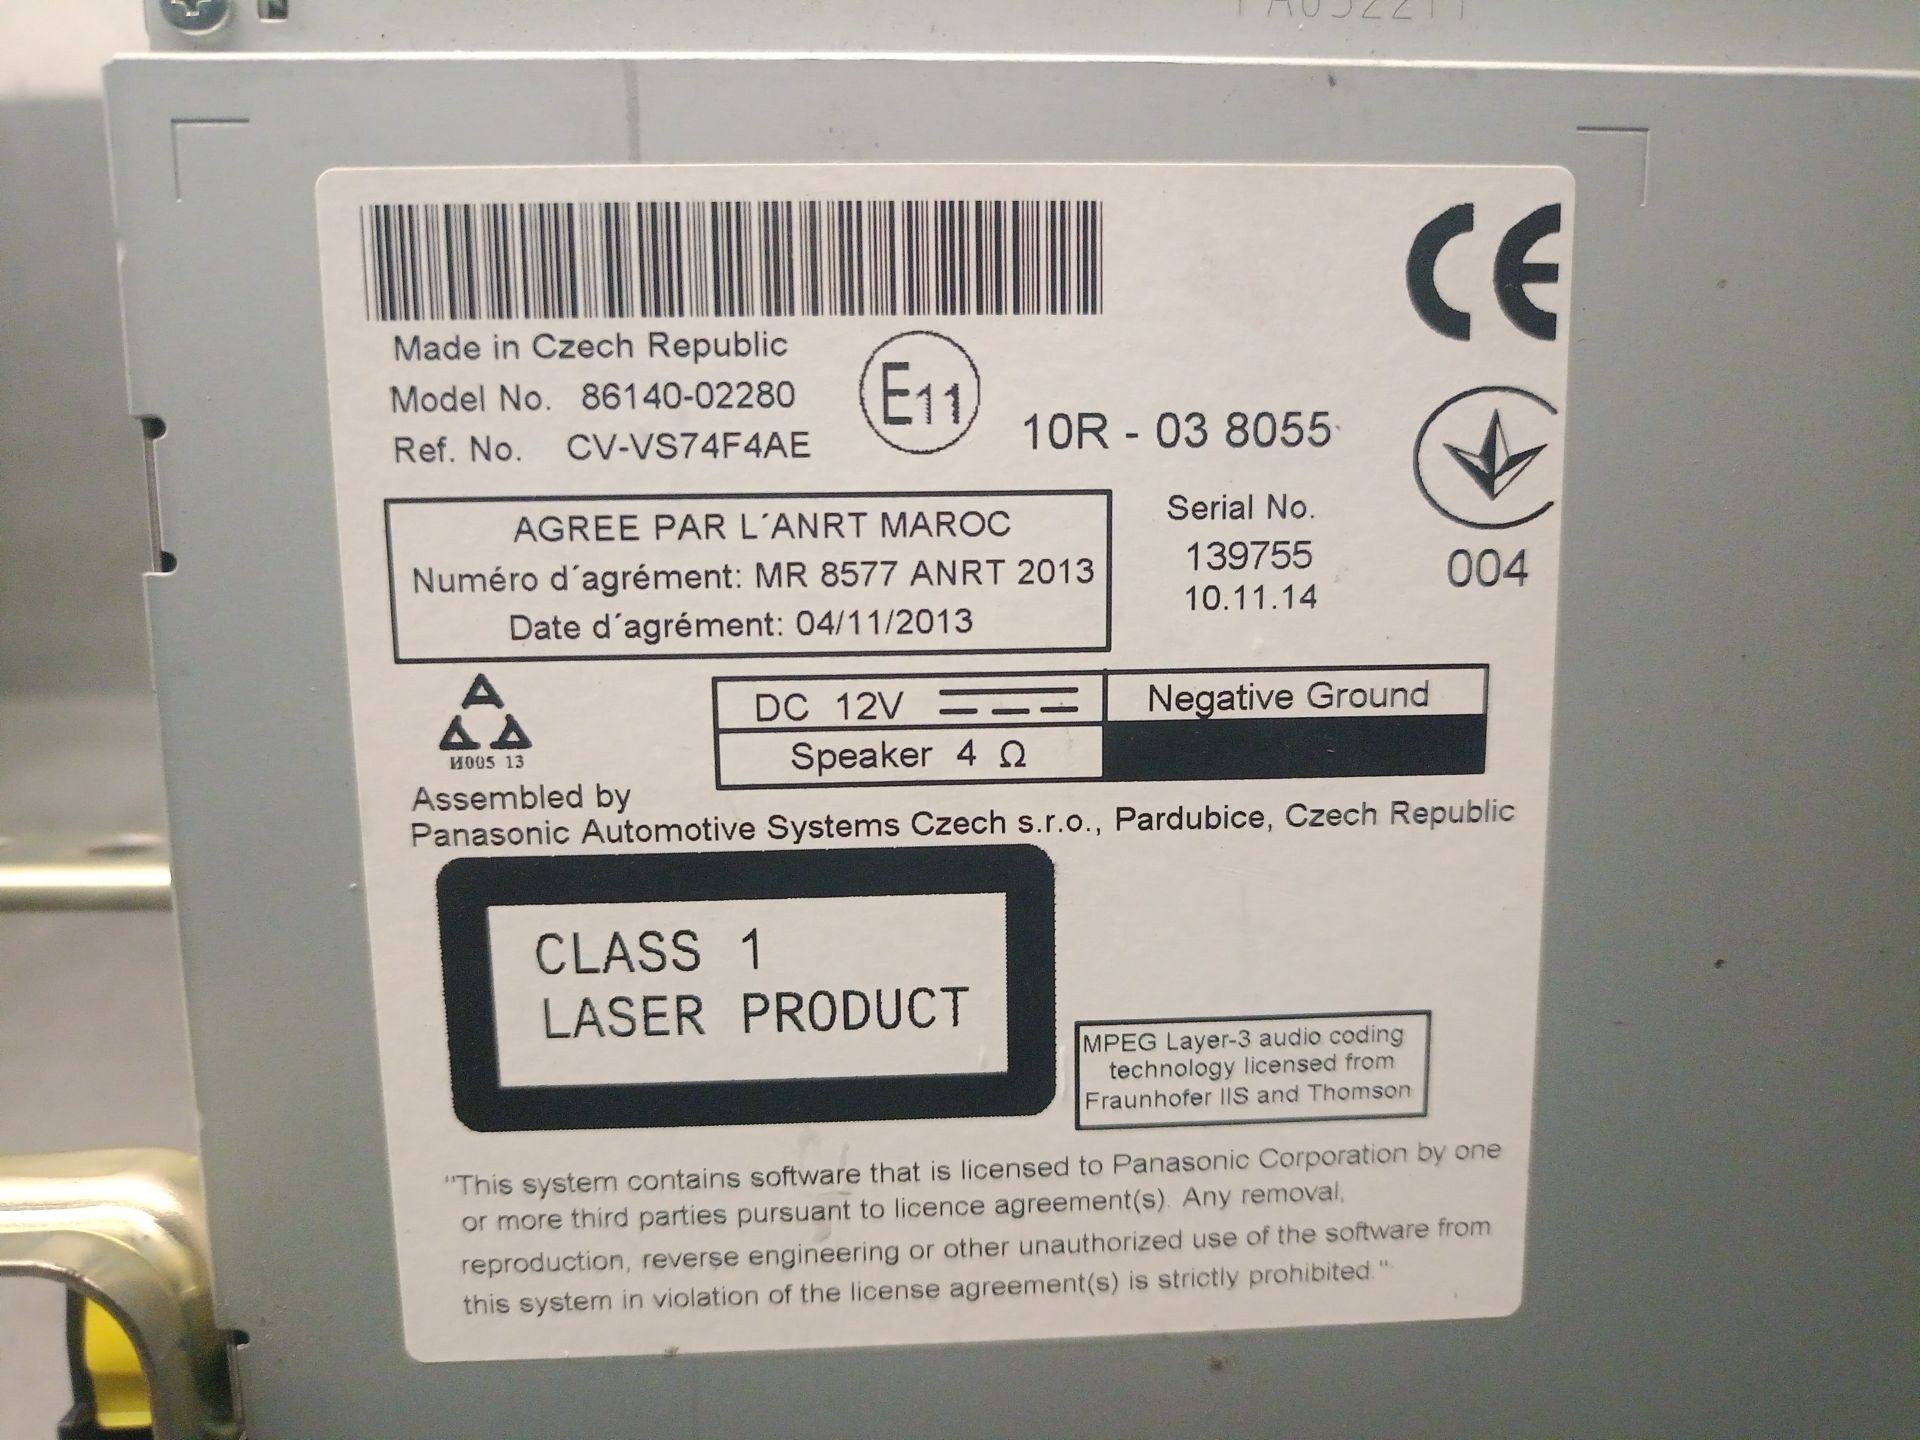 Made in Czech Republic
Model No. 86140-02280
Ref. No. CV-VS74F4AE
E11
10R - 03 8055
CE
AGREE PAR L´ANRT MAROC
Numéro d´agrément: MR 8577 ANRT 2013
Date d´agrément: 04/11/2013
Serial No.
139755
10.11.14
004
И005 13
DC 12V
Negative Ground
Speaker 4 Ω
Assembled by
Panasonic Automotive Systems Czech s.r.o., Pardubice, Czech Republic
CLASS 1
LASER PRODUCT
MPEG Layer-3 audio coding
technology licensed from
Fraunhofer IIS and Thomson
"This system contains software that is licensed to Panasonic Corporation by one
or more third parties pursuant to licence agreement(s). Any removal,
reproduction, reverse engineering or other unauthorized use of the software from
this system in violation of the license agreement(s) is strictly prohibited."